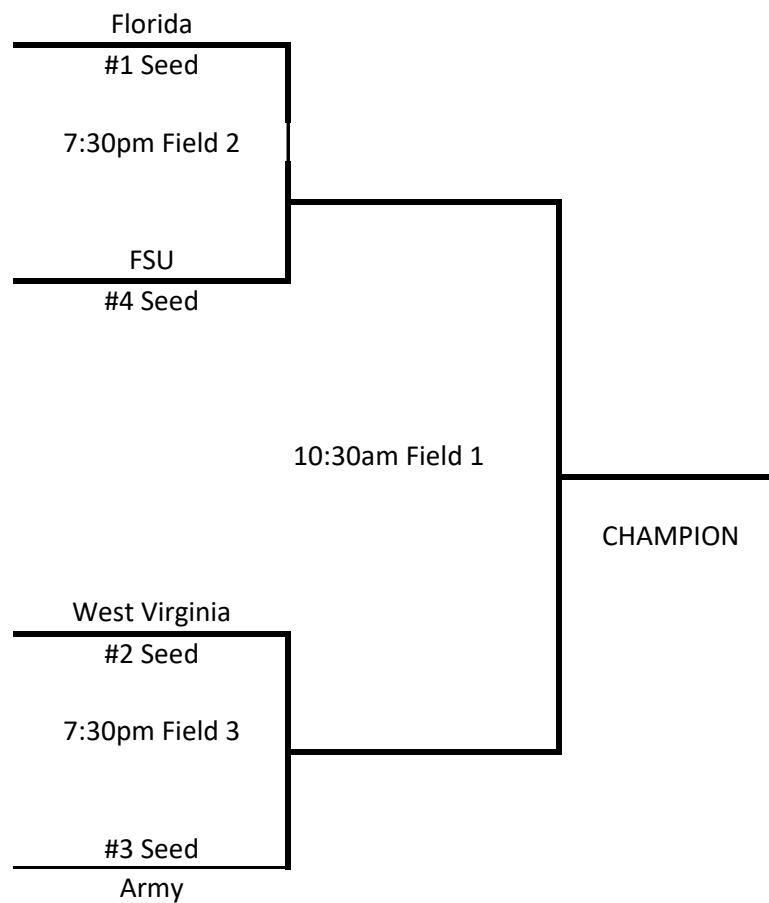 Florida
#1 Seed
7:30pm Field 2
FSU
#4 Seed
10:30am Field 1
CHAMPION
West Virginia
#2 Seed
7:30pm Field 3
#3 Seed
Army